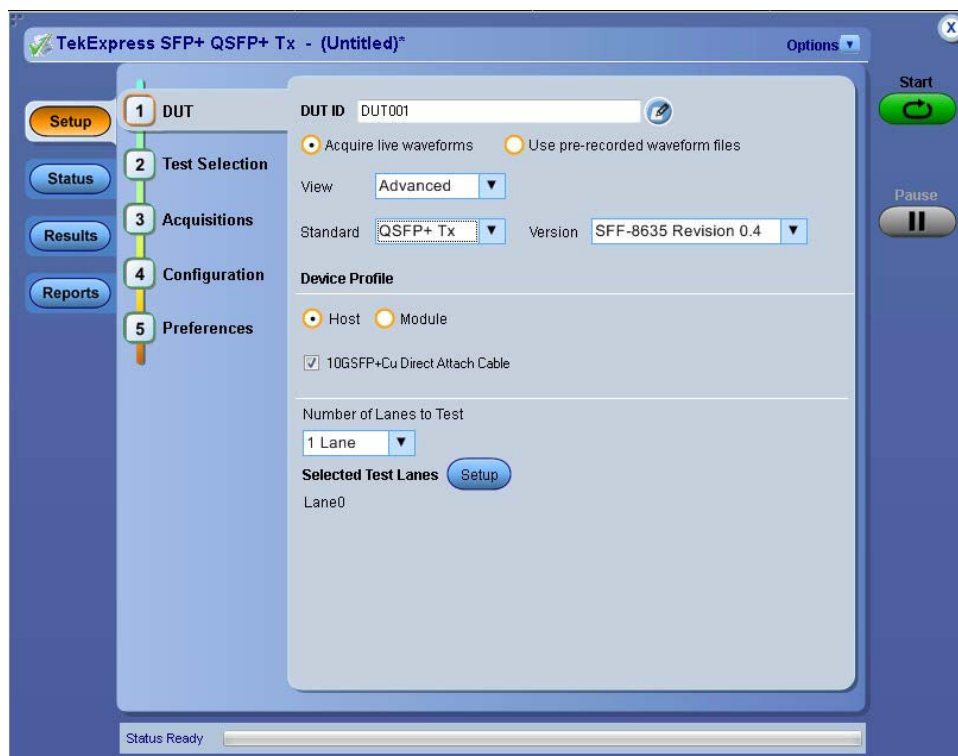 TekExpress SFP+ QSFP+ Tx - (Untitled)*
Options
X
Start
Pause
Setup
Status
Results
Reports
1 DUT
2 Test Selection
3 Acquisitions
4 Configuration
5 Preferences
DUT ID DUT001
Acquire live waveforms Use pre-recorded waveform files
View Advanced
Standard QSFP+ Tx Version SFF-8635 Revision 0.4
Device Profile
Host Module
10GSFP+Cu Direct Attach Cable
Number of Lanes to Test
1 Lane
Selected Test Lanes Setup
Lane0
Status Ready